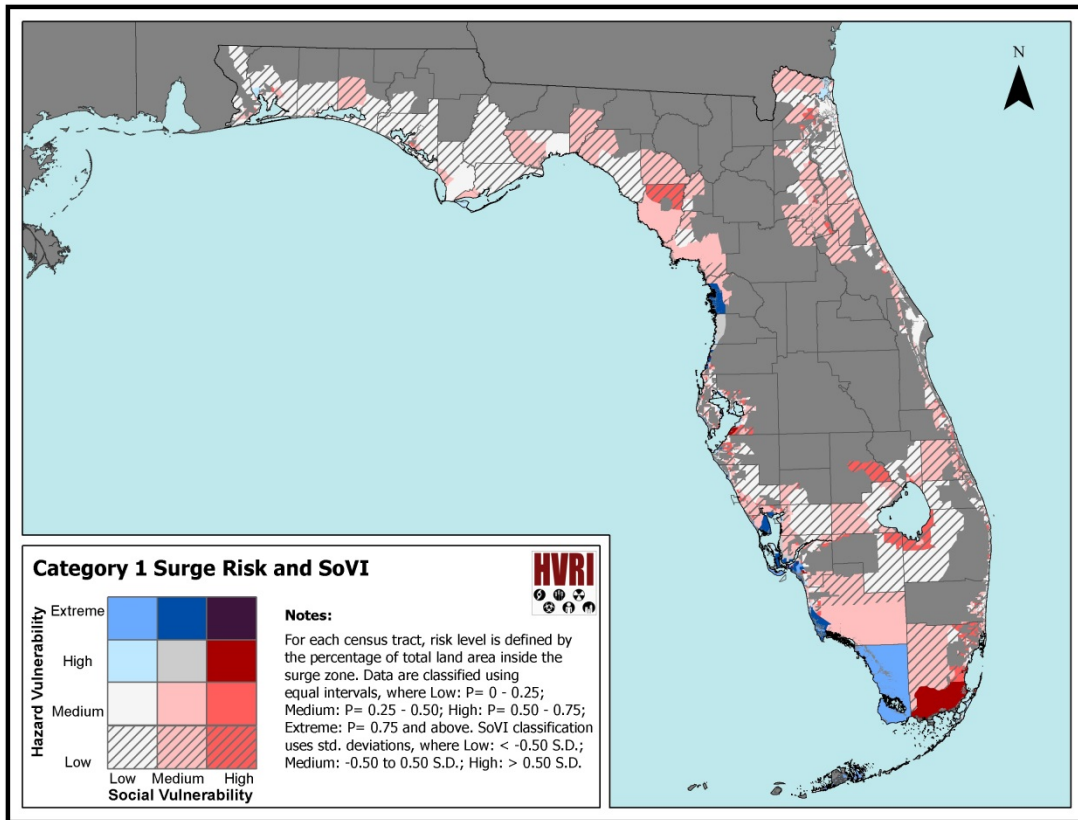 N
Category 1 Surge Risk and SoVI
HVRI
Hazard Vulnerability
Extreme
High
Medium
Low
Low
Medium
High
Social Vulnerability
Notes:
For each census tract, risk level is defined by
the percentage of total land area inside the
surge zone. Data are classified using
equal intervals, where Low: P= 0 - 0.25;
Medium: P= 0.25 - 0.50; High: P= 0.50 - 0.75;
Extreme: P= 0.75 and above. SoVI classification
uses std. deviations, where Low: < -0.50 S.D.;
Medium: -0.50 to 0.50 S.D.; High: > 0.50 S.D.